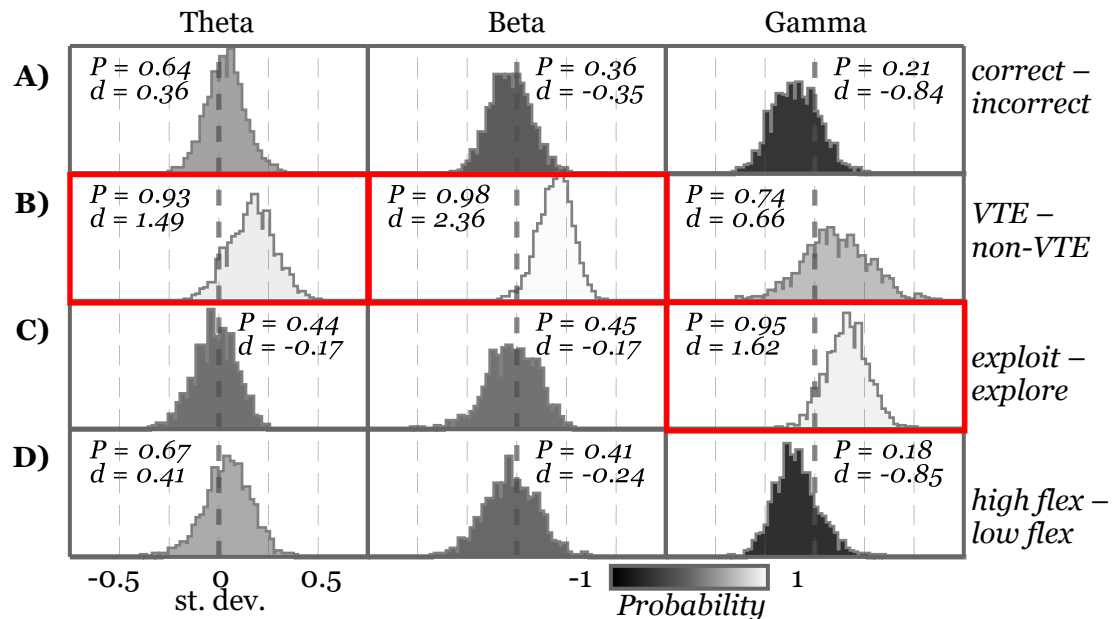 Theta Beta Gamma
A) P = 0.64 P = 0.36 P = 0.21 correct –
d = 0.36 d = -0.35 d = -0.84 incorrect
B) P = 0.93 P = 0.98 P = 0.74 VTE –
d = 1.49 d = 2.36 d = 0.66 non-VTE
C) P = 0.44 P = 0.45 P = 0.95 exploit –
d = -0.17 d = -0.17 d = 1.62 explore
D) P = 0.67 P = 0.41 P = 0.18 high flex –
d = 0.41 d = -0.24 d = -0.85 low flex
-0.5 0 0.5 -1 1
st. dev. Probability